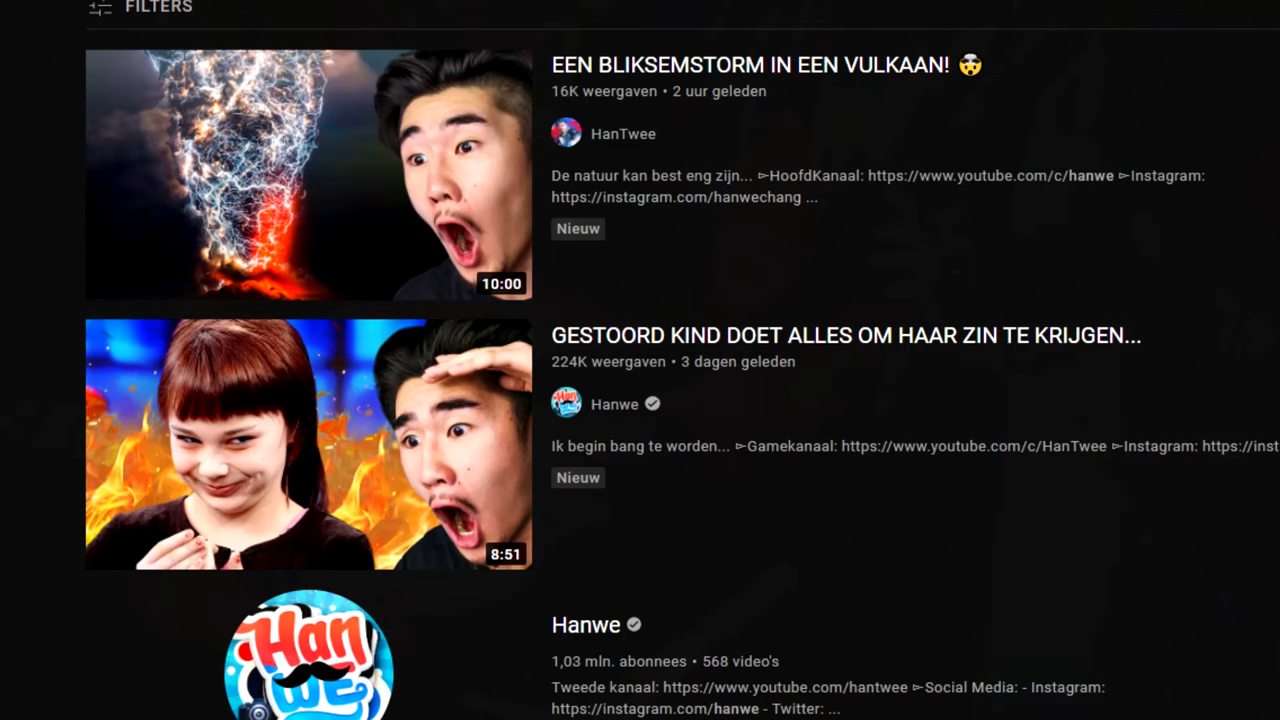 FILTERS
EEN BLIKSEMSTORM IN EEN VULKAAN! 🤯
16K weergaven • 2 uur geleden
HanTwee
De natuur kan best eng zijn... ⊳HoofdKanaal: https://www.youtube.com/c/hanwe ⊳Instagram:
https://instagram.com/hanwechang ...
Nieuw
10:00
GESTOORD KIND DOET ALLES OM HAAR ZIN TE KRIJGEN...
224K weergaven • 3 dagen geleden
Hanwe
Ik begin bang te worden... ⊳Gamekanaal: https://www.youtube.com/c/HanTwee ⊳Instagram: https://inst
Nieuw
8:51
Han
we
Hanwe
1,03 mln. abonnees • 568 video's
Tweede kanaal: https://www.youtube.com/hantwee ⊳Social Media: - Instagram:
https://instagram.com/hanwe - Twitter: ...